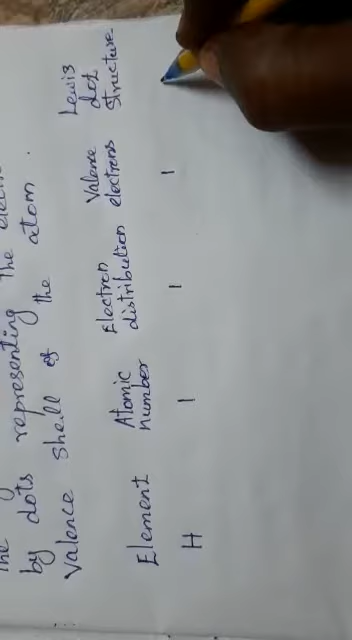 The representing the
by dots
Valence shell of the atom.
Element Atomic number Electron distribution Valence electrons Lewis dot structure
H 1 1 1